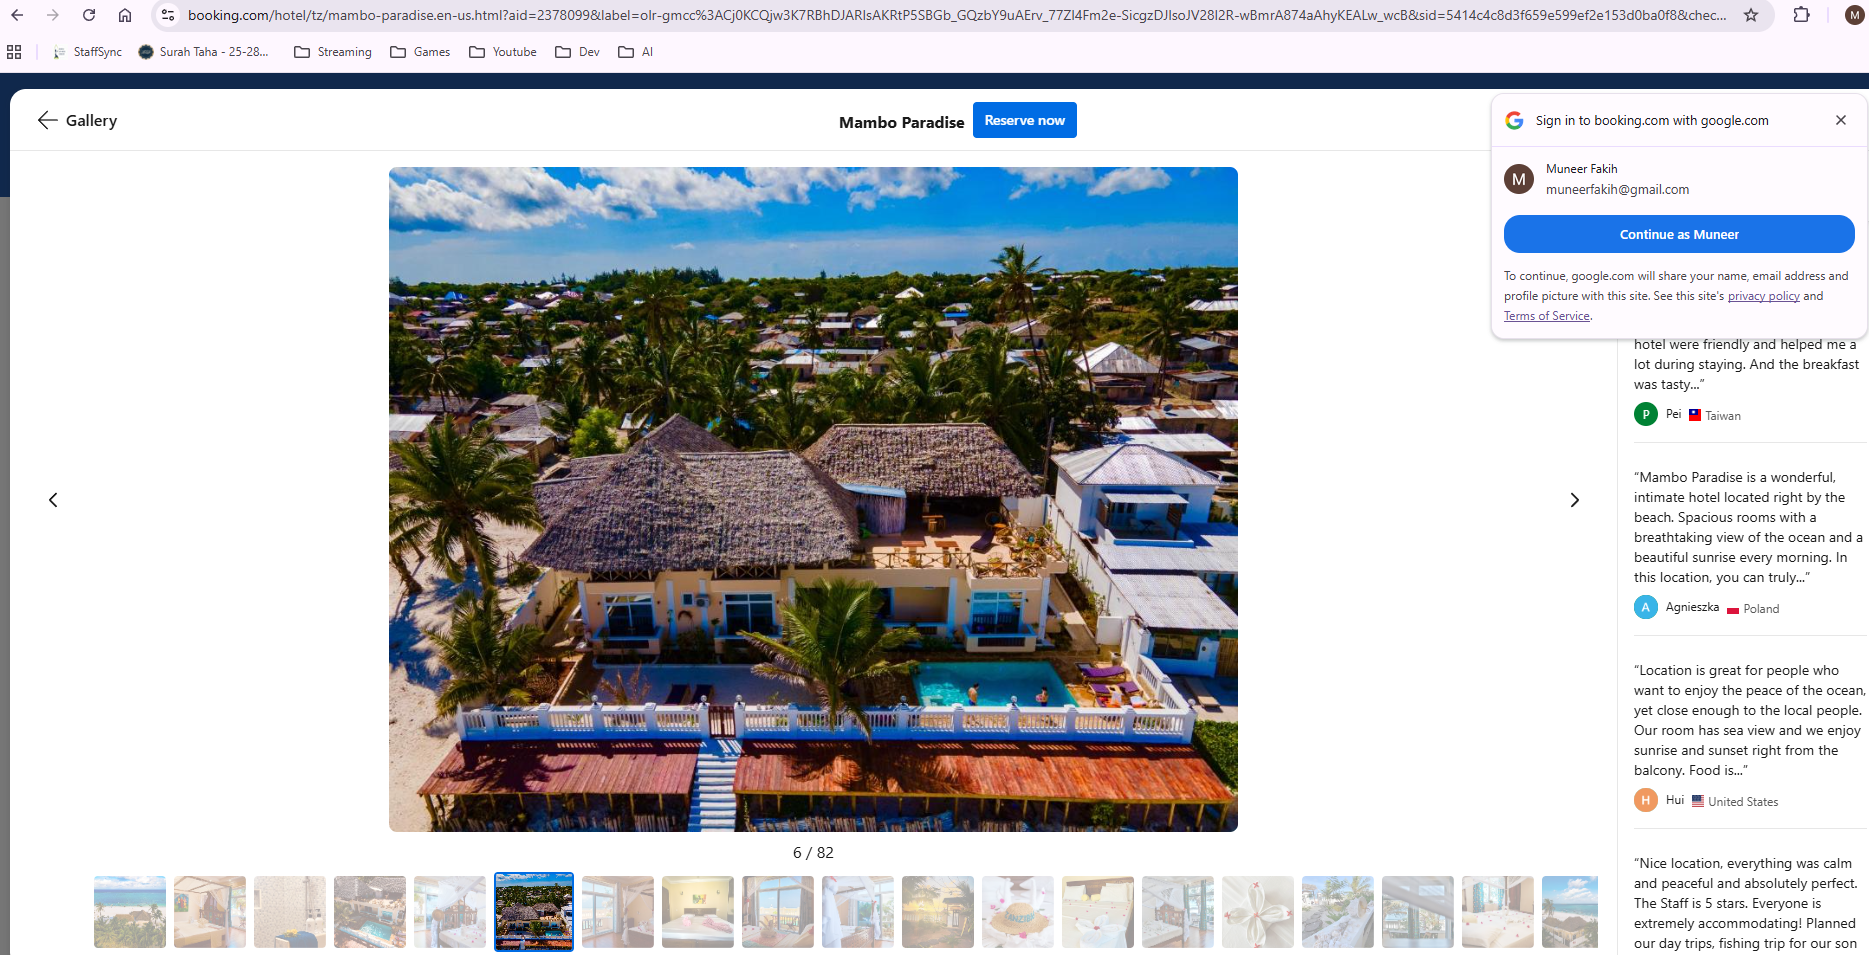 booking.com/hotel/tz/mambo-paradise.en-us.html?aid=2378099&label=olr-gmcc%3ACj0KCQjw3K7RBhDJARIsAKRtP5SBGb_GQzbY9uAErv_77Zl4Fm2e-SicgzDJlsoJV28I2R-wBmrA874aAhyKEALw_wcB&sid=5414c4c8d3f659e599ef2e153d0ba0f8&chec...
M
StaffSync
Surah Taha - 25-28...
Streaming
Games
Youtube
Dev
AI
Gallery
Mambo Paradise
Reserve now
Sign in to booking.com with google.com
M
Muneer Fakih
muneerfakih@gmail.com
Continue as Muneer
To continue, google.com will share your name, email address and
profile picture with this site. See this site's privacy policy and
Terms of Service.
hotel were friendly and helped me a
lot during staying. And the breakfast
was tasty...”
P
Pei
Taiwan
“Mambo Paradise is a wonderful,
intimate hotel located right by the
beach. Spacious rooms with a
breathtaking view of the ocean and a
beautiful sunrise every morning. In
this location, you can truly...”
A
Agnieszka
Poland
“Location is great for people who
want to enjoy the peace of the ocean,
yet close enough to the local people.
Our room has sea view and we enjoy
sunrise and sunset right from the
balcony. Food is...”
H
Hui
United States
“Nice location, everything was calm
and peaceful and absolutely perfect.
The Staff is 5 stars. Everyone is
extremely accommodating! Planned
our day trips, fishing trip for our son
6 / 82